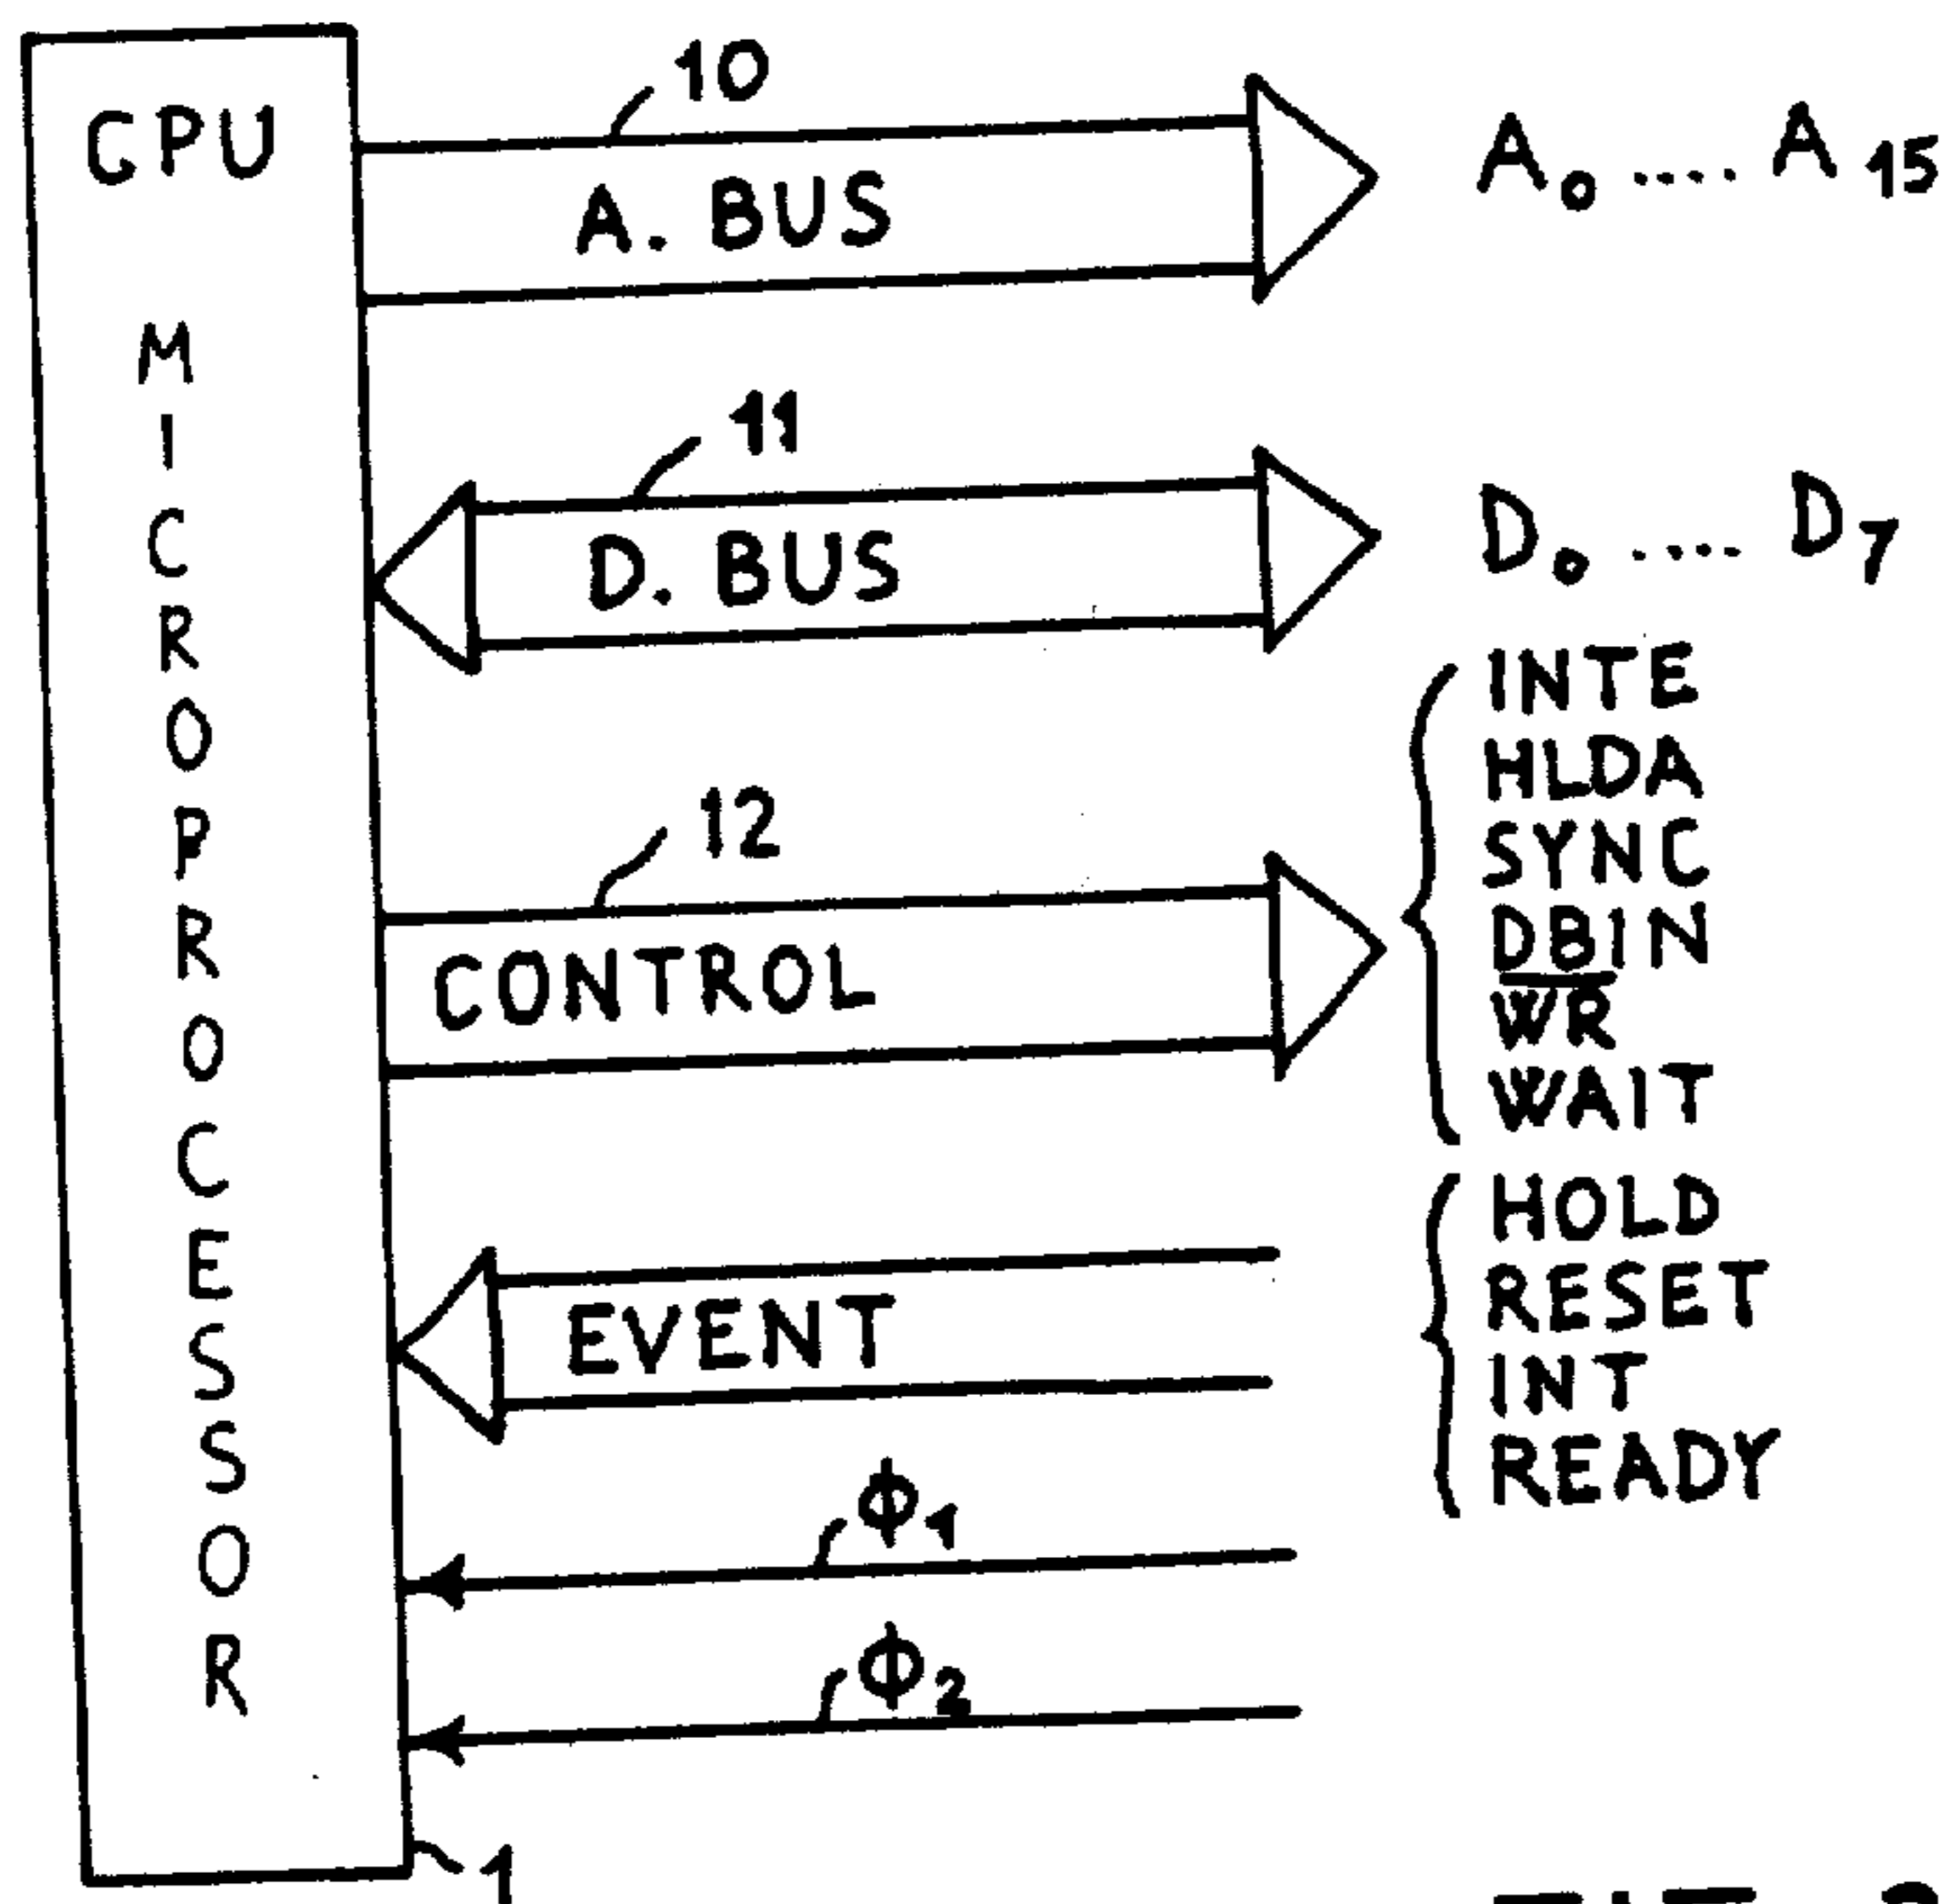 CPU
MICROPROCESSOR
10
A. BUS
A₀ .... A₁₅
11
D. BUS
D₀ .... D₇
12
CONTROL
INTE
HLDA
SYNC
DBIN
W̅R̅
WAIT
EVENT
HOLD
RESET
INT
READY
ϕ₁
ϕ₂
1